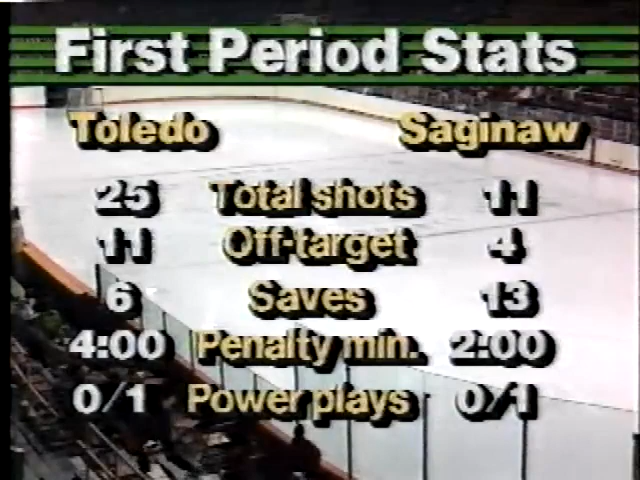 First Period Stats
Toledo Saginaw
25 Total shots 11
11 Off-target 4
6 Saves 13
4:00 Penalty min. 2:00
0/1 Power plays 0/1